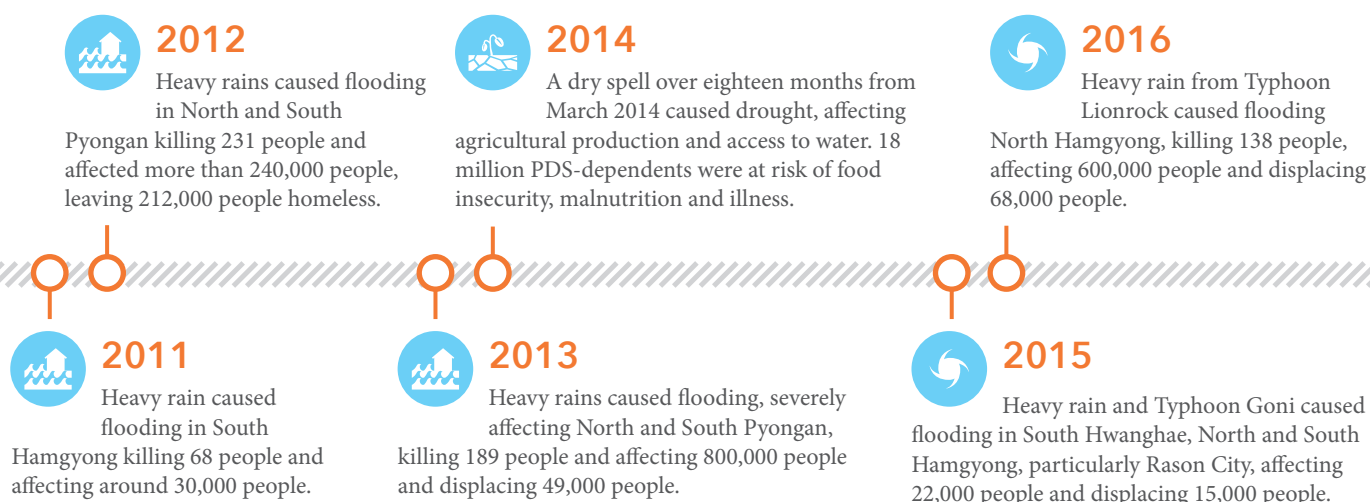 2012
Heavy rains caused flooding
in North and South
Pyongan killing 231 people and
affected more than 240,000 people,
leaving 212,000 people homeless.
2014
A dry spell over eighteen months from
March 2014 caused drought, affecting
agricultural production and access to water. 18
million PDS-dependents were at risk of food
insecurity, malnutrition and illness.
2016
Heavy rain from Typhoon
Lionrock caused flooding
North Hamgyong, killing 138 people,
affecting 600,000 people and displacing
68,000 people.
2011
Heavy rain caused
flooding in South
Hamgyong killing 68 people and
affecting around 30,000 people.
2013
Heavy rains caused flooding, severely
affecting North and South Pyongan,
killing 189 people and affecting 800,000 people
and displacing 49,000 people.
2015
Heavy rain and Typhoon Goni caused
flooding in South Hwanghae, North and South
Hamgyong, particularly Rason City, affecting
22,000 people and displacing 15,000 people.